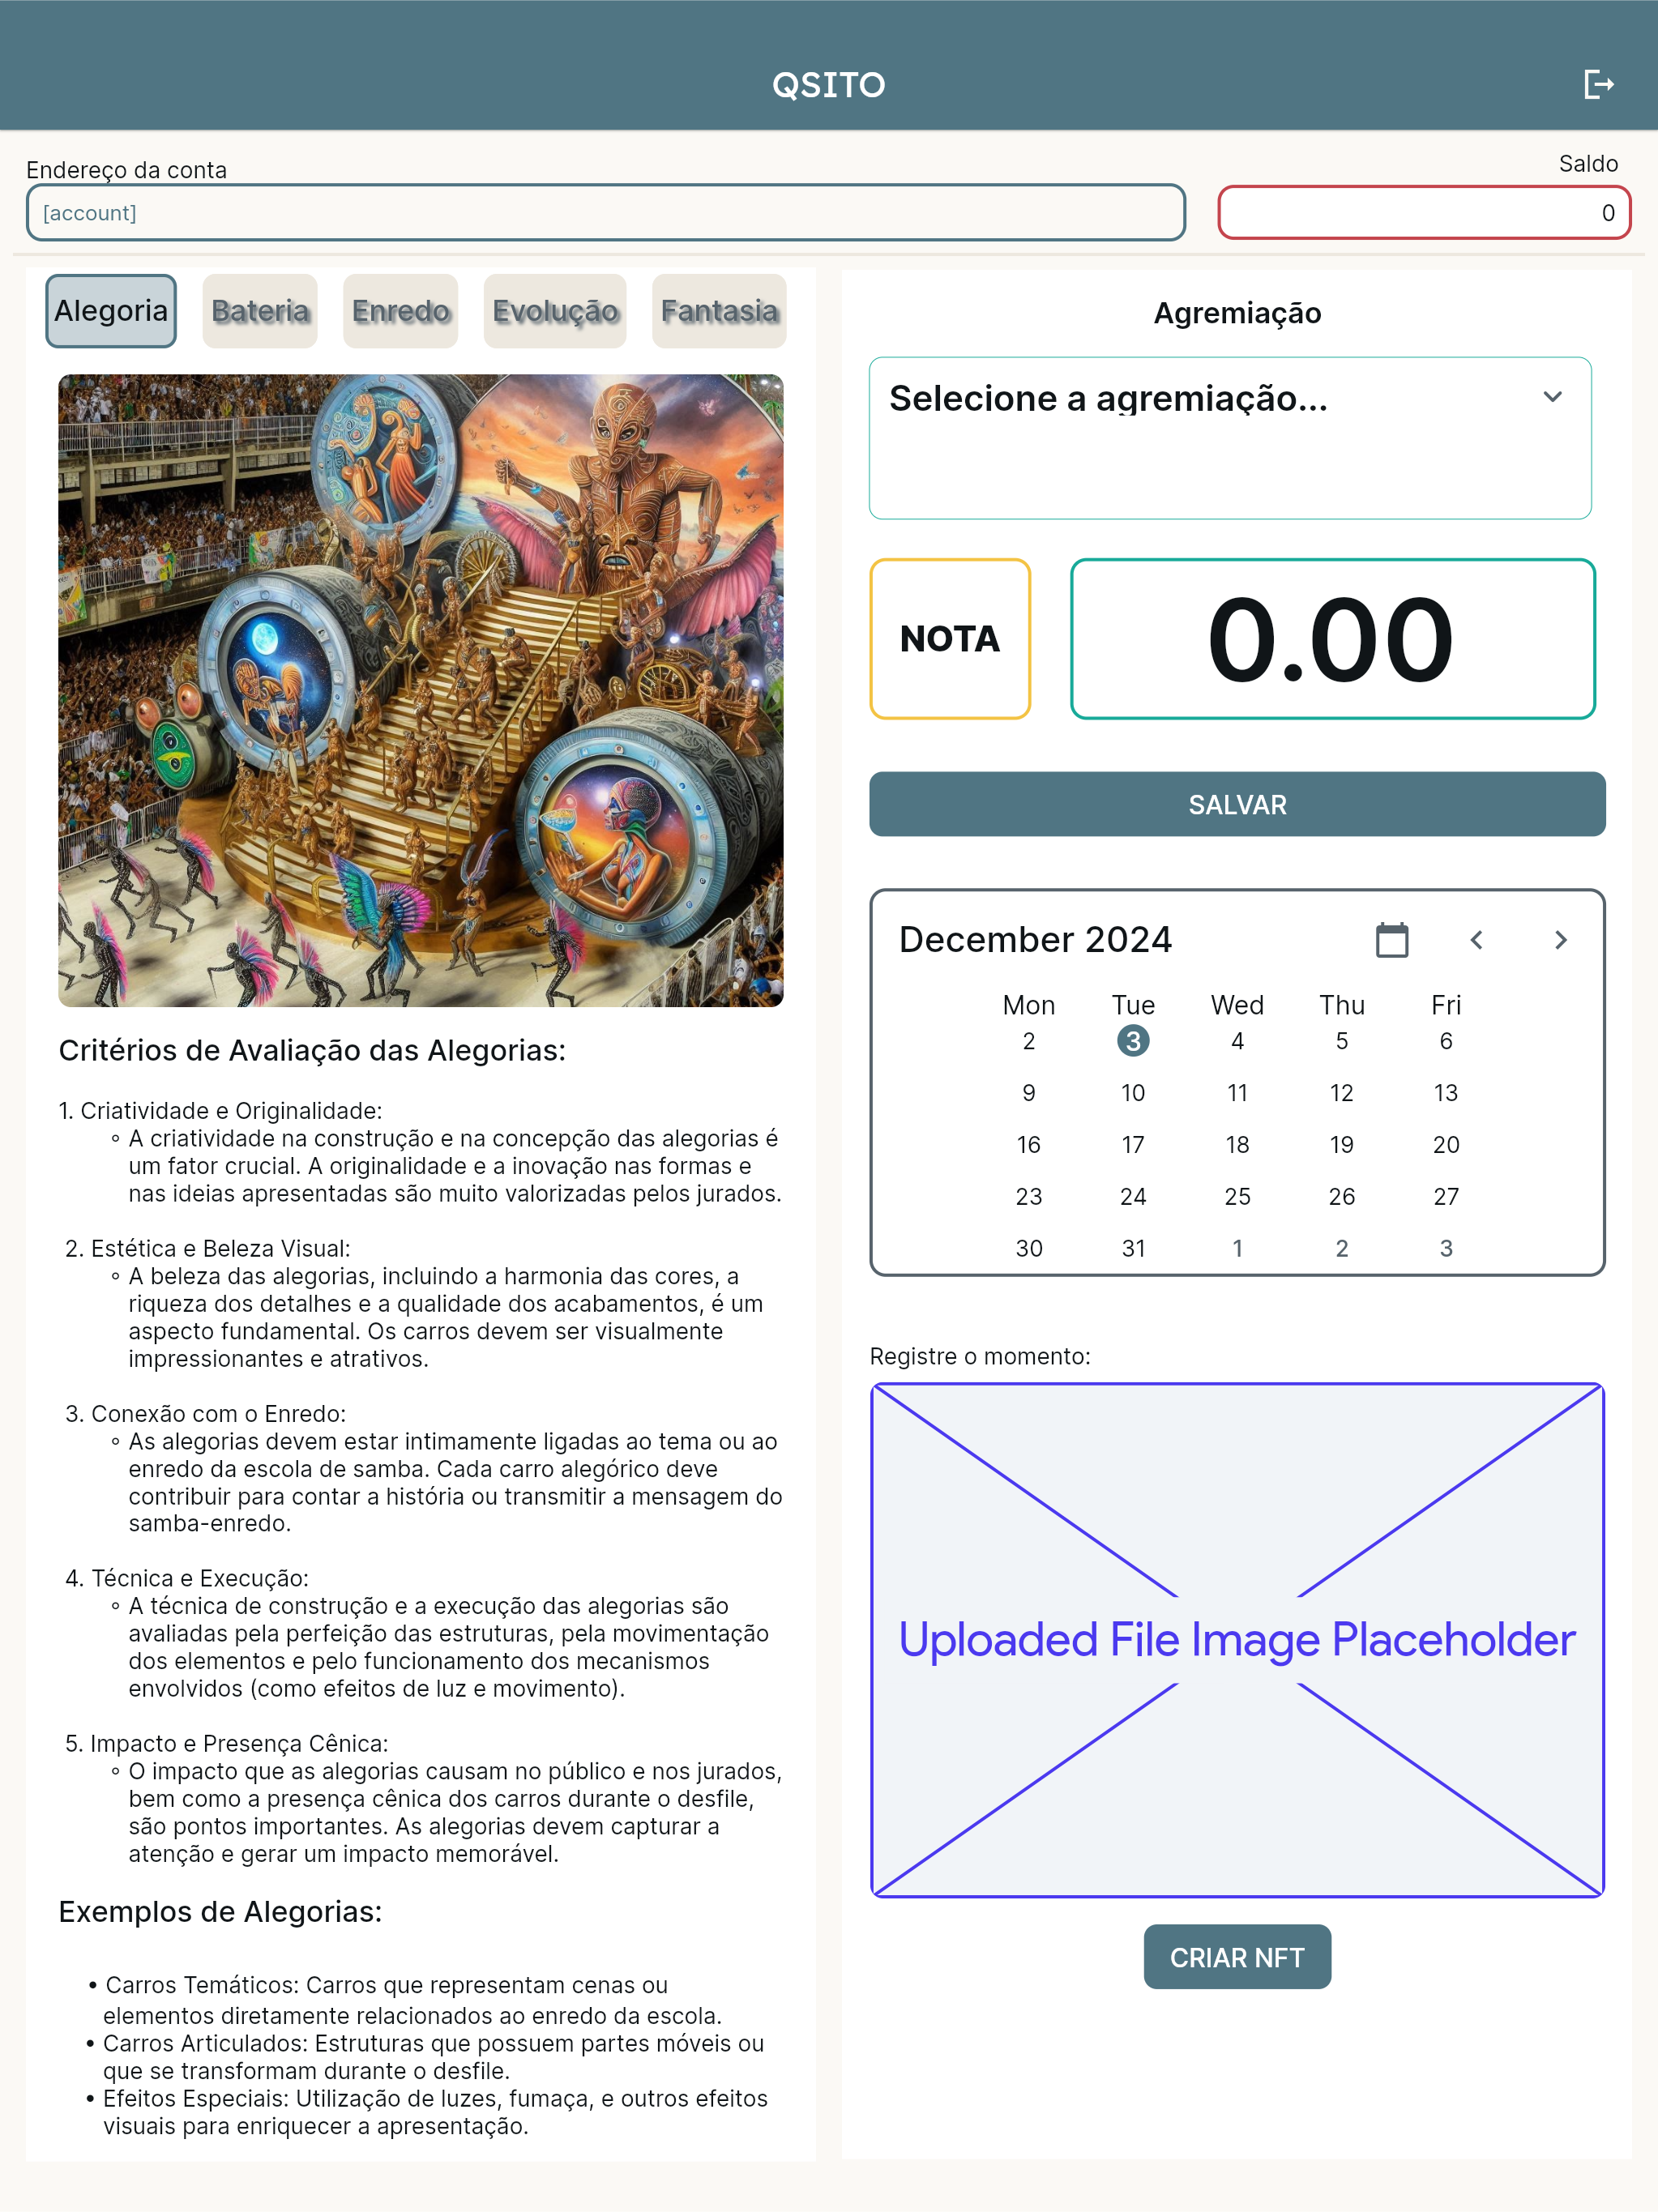 QSITO
Endereço da conta
[account]
Saldo
0
Alegoria
Bateria
Enredo
Evolução
Fantasia
Critérios de Avaliação das Alegorias:
1. Criatividade e Originalidade:
◦ A criatividade na construção e na concepção das alegorias é
um fator crucial. A originalidade e a inovação nas formas e
nas ideias apresentadas são muito valorizadas pelos jurados.
2. Estética e Beleza Visual:
◦ A beleza das alegorias, incluindo a harmonia das cores, a
riqueza dos detalhes e a qualidade dos acabamentos, é um
aspecto fundamental. Os carros devem ser visualmente
impressionantes e atrativos.
3. Conexão com o Enredo:
◦ As alegorias devem estar intimamente ligadas ao tema ou ao
enredo da escola de samba. Cada carro alegórico deve
contribuir para contar a história ou transmitir a mensagem do
samba-enredo.
4. Técnica e Execução:
◦ A técnica de construção e a execução das alegorias são
avaliadas pela perfeição das estruturas, pela movimentação
dos elementos e pelo funcionamento dos mecanismos
envolvidos (como efeitos de luz e movimento).
5. Impacto e Presença Cênica:
◦ O impacto que as alegorias causam no público e nos jurados,
bem como a presença cênica dos carros durante o desfile,
são pontos importantes. As alegorias devem capturar a
atenção e gerar um impacto memorável.
Exemplos de Alegorias:
• Carros Temáticos: Carros que representam cenas ou
elementos diretamente relacionados ao enredo da escola.
• Carros Articulados: Estruturas que possuem partes móveis ou
que se transformam durante o desfile.
• Efeitos Especiais: Utilização de luzes, fumaça, e outros efeitos
visuais para enriquecer a apresentação.
Agremiação
Selecione a agremiação...
NOTA
0.00
SALVAR
December 2024
Mon Tue Wed Thu Fri
2 3 4 5 6
9 10 11 12 13
16 17 18 19 20
23 24 25 26 27
30 31 1 2 3
Registre o momento:
Uploaded File Image Placeholder
CRIAR NFT